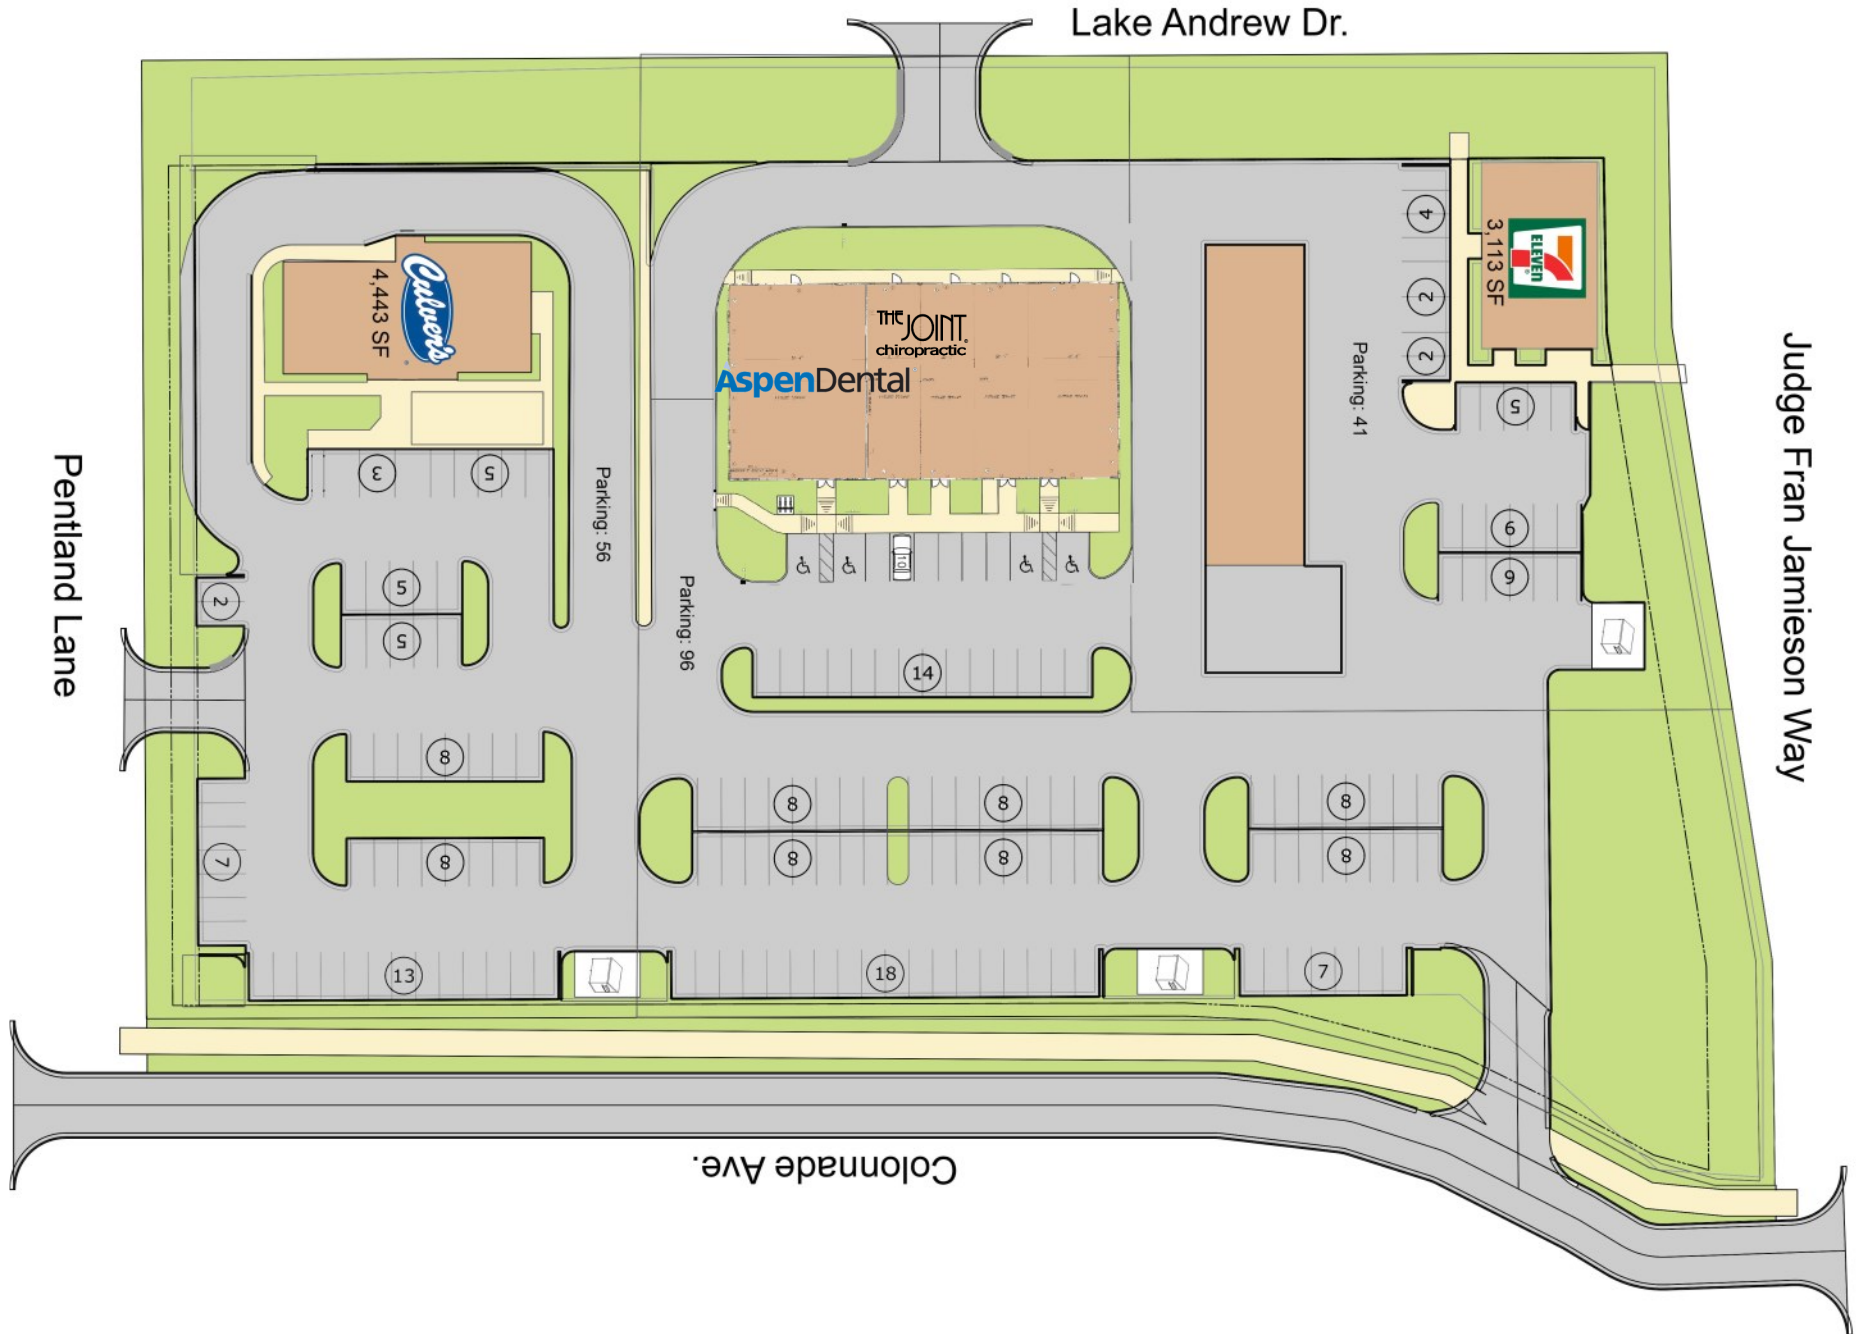 Lake Andrew Dr.
4
2
2
ELEVEN
3,113 SF
Culver's
4,443 SF
THE JOINT
chiropractic
AspenDental
Judge Fran Jamieson Way
Parking: 41
5
Pentland Lane
3
5
Parking: 56
6
6
10
5
2
5
Parking: 96
14
8
8
8
8
7
8
8
8
8
13
18
7
Colonnade Ave.